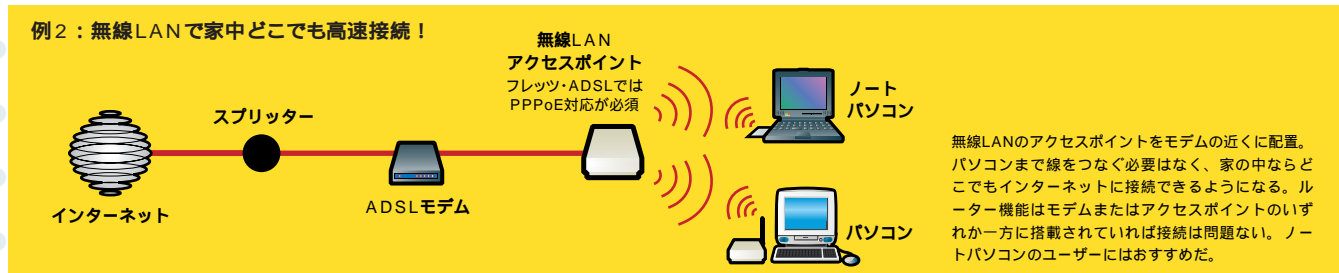 例2：無線LANで家中どこでも高速接続！
無線LAN
アクセスポイント
フレッツ・ADSLでは
PPPoE対応が必須
スプリッター
インターネット
ADSLモデム
ノート
パソコン
パソコン
無線LANのアクセスポイントをモデムの近くに配置。
パソコンまで線をつなぐ必要はなく、家の中ならど
こでもインターネットに接続できるようになる。ル
ーター機能はモデムまたはアクセスポイントのいず
れか一方に搭載されていれば接続は問題ない。ノー
トパソコンのユーザーにはおすすめだ。